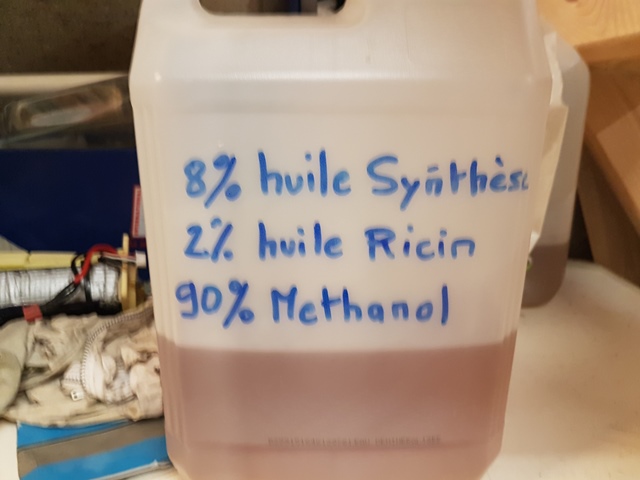 8% huile Synthèse
2% huile Ricin
90% Methanol